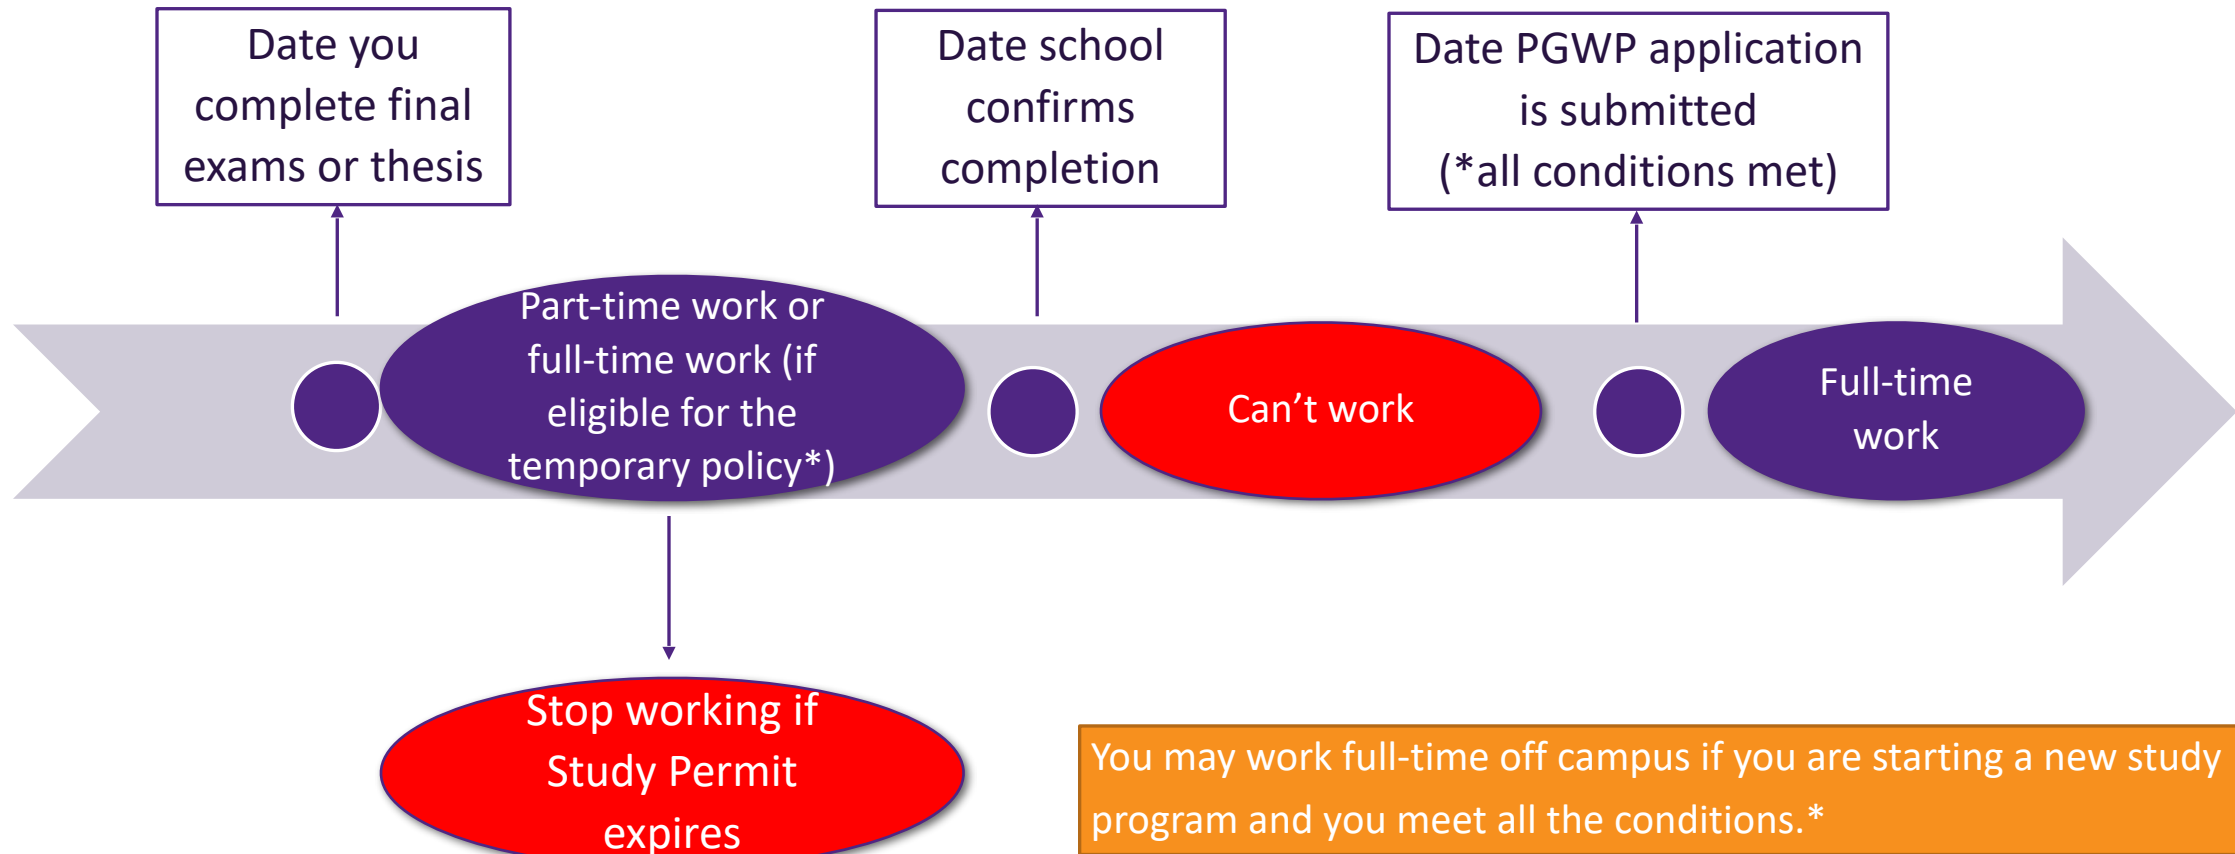 Date you
complete final
exams or thesis
Date school
confirms
completion
Date PGWP application
is submitted
(*all conditions met)
Part-time work or
full-time work (if
eligible for the
temporary policy*)
Can’t work
Full-time
work
Stop working if
Study Permit
expires
You may work full-time off campus if you are starting a new study
program and you meet all the conditions.*